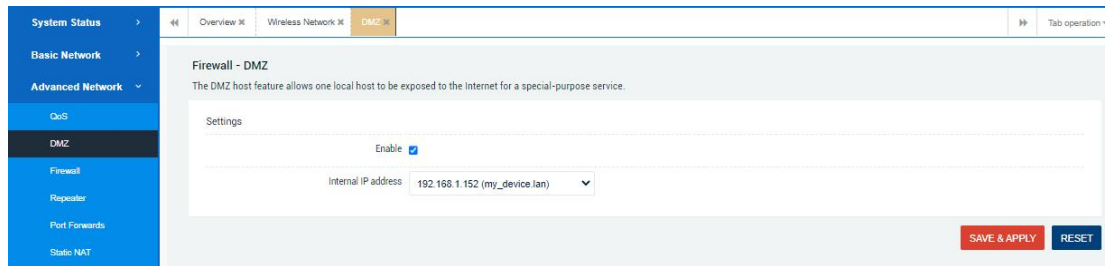 System Status
Overview
Wireless Network
DMZ
Tab operation
Basic Network
Advanced Network
QoS
DMZ
Firewall
Repeater
Port Forwards
Static NAT
Firewall - DMZ
The DMZ host feature allows one local host to be exposed to the Internet for a special-purpose service.
Settings
Enable
Internal IP address
192.168.1.152 (my_device.lan)
SAVE & APPLY
RESET